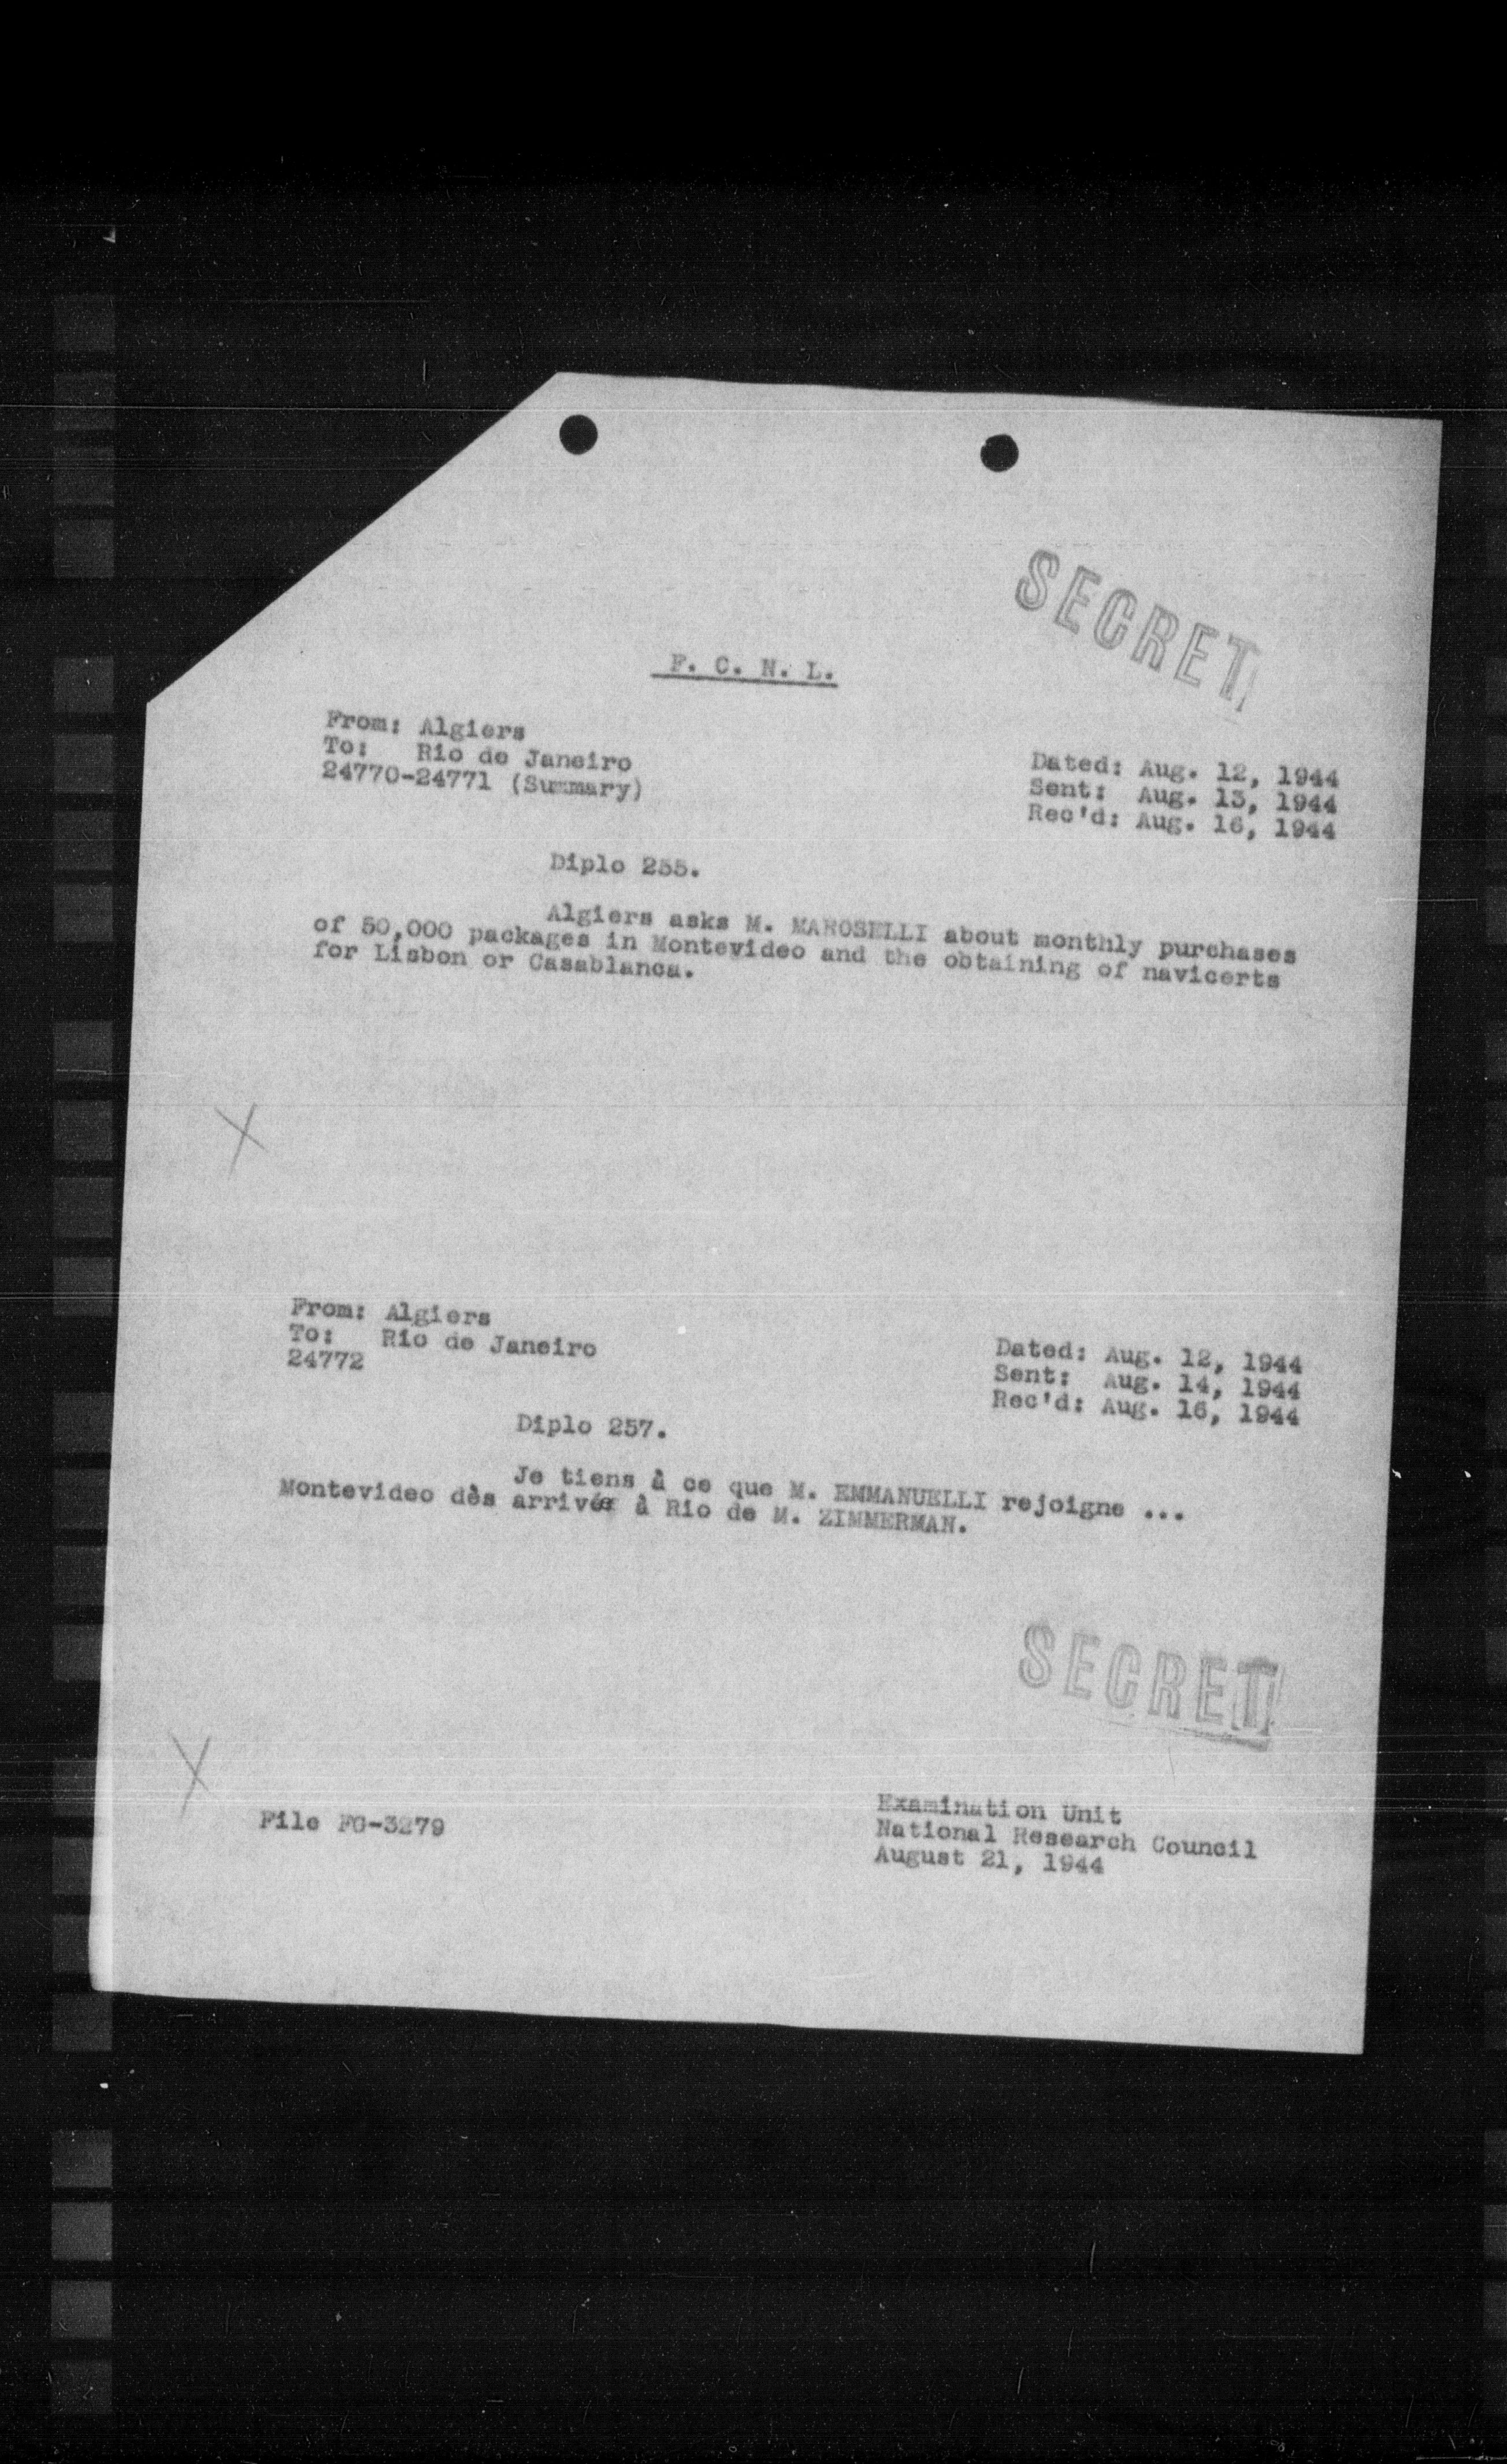 SECRET
F. C. N. L.
From: Algiers
To: Rio de Janeiro
24770-24771 (Summary)
Dated: Aug. 12, 1944
Sent: Aug. 13, 1944
Rec'd: Aug. 16, 1944
Diplo 255.
Algiers asks M. MAROSELLI about monthly purchases
of 50,000 packages in Montevideo and the obtaining of navicerts
for Lisbon or Casablanca.
X
From: Algiers
To: Rio de Janeiro
24772
Dated: Aug. 12, 1944
Sent: Aug. 14, 1944
Rec'd: Aug. 16, 1944
Diplo 257.
Je tiens à ce que M. EMMANUELLI rejoigne ...
Montevideo dès arrivée à Rio de M. ZIMMERMAN.
SECRET
X
File FG-3279
Examination Unit
National Research Council
August 21, 1944